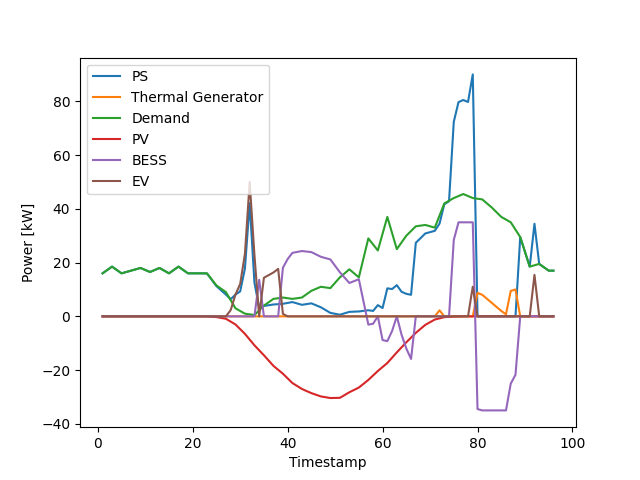 PS
Thermal Generator
Demand
PV
BESS
EV
Power [kW]
80
60
40
20
0
−20
−40
0 20 40 60 80 100
Timestamp